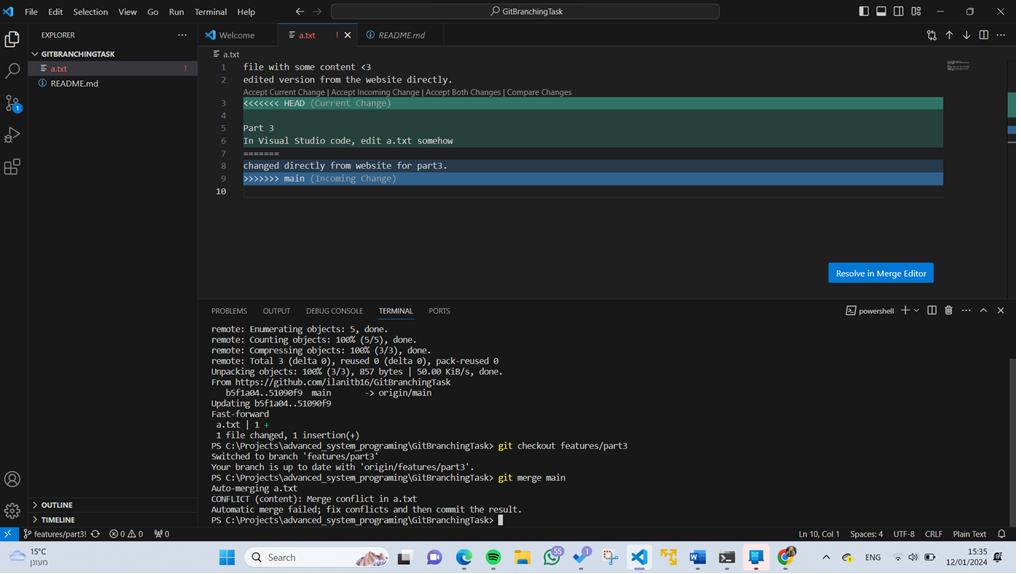 File Edit Selection View Go Run Terminal Help
GitBranchingTask
EXPLORER
GITBRANCHINGTASK
a.txt !
README.md
1
Welcome
a.txt !
README.md
a.txt
1 file with some content <3
2 edited version from the website directly.
Accept Current Change | Accept Incoming Change | Accept Both Changes | Compare Changes
3 <<<<<<< HEAD (Current Change)
4
5 Part 3
6 In Visual Studio code, edit a.txt somehow
7 =======
8 changed directly from website for part3.
9 >>>>>>> main (Incoming Change)
10
Resolve in Merge Editor
PROBLEMS OUTPUT DEBUG CONSOLE TERMINAL PORTS
powershell
remote: Enumerating objects: 5, done.
remote: Counting objects: 100% (5/5), done.
remote: Compressing objects: 100% (3/3), done.
remote: Total 3 (delta 0), reused 0 (delta 0), pack-reused 0
Unpacking objects: 100% (3/3), 857 bytes | 50.00 KiB/s, done.
From https://github.com/ilanitb16/GitBranchingTask
b5f1a04..51090f9 main -> origin/main
Updating b5f1a04..51090f9
Fast-forward
a.txt | 1 +
1 file changed, 1 insertion(+)
PS C:\Projects\advanced_system_programing\GitBranchingTask> git checkout features/part3
Switched to branch 'features/part3'
Your branch is up to date with 'origin/features/part3'.
PS C:\Projects\advanced_system_programing\GitBranchingTask> git merge main
Auto-merging a.txt
CONFLICT (content): Merge conflict in a.txt
Automatic merge failed; fix conflicts and then commit the result.
PS C:\Projects\advanced_system_programing\GitBranchingTask>
OUTLINE
TIMELINE
features/part3! 0 0 0
Ln 10, Col 1 Spaces: 4 UTF-8 CRLF Plain Text
15°C
מעונן
Search
55
1
ENG
15:35
12/01/2024